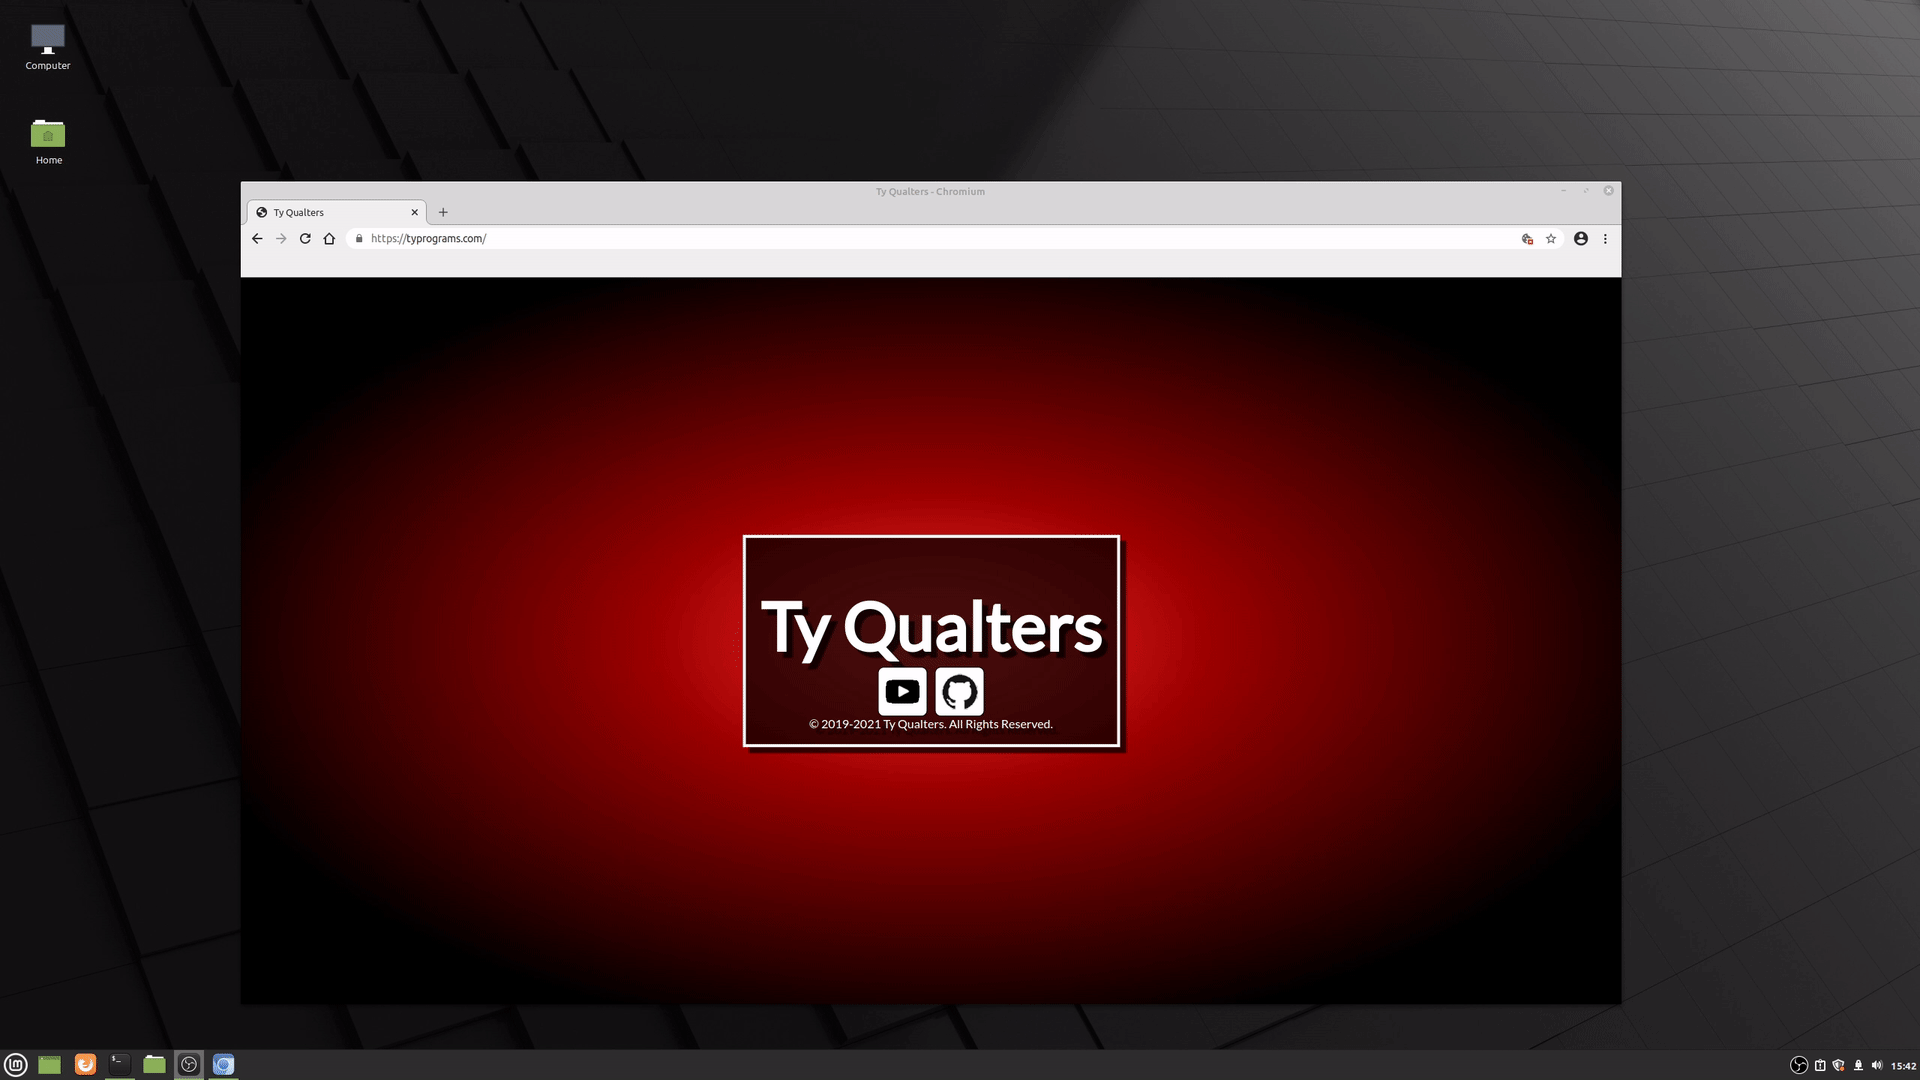 Computer
Home
Ty Qualters - Chromium
Ty Qualters
https://typrograms.com/
Ty Qualters
© 2019-2021 Ty Qualters. All Rights Reserved.
15:42